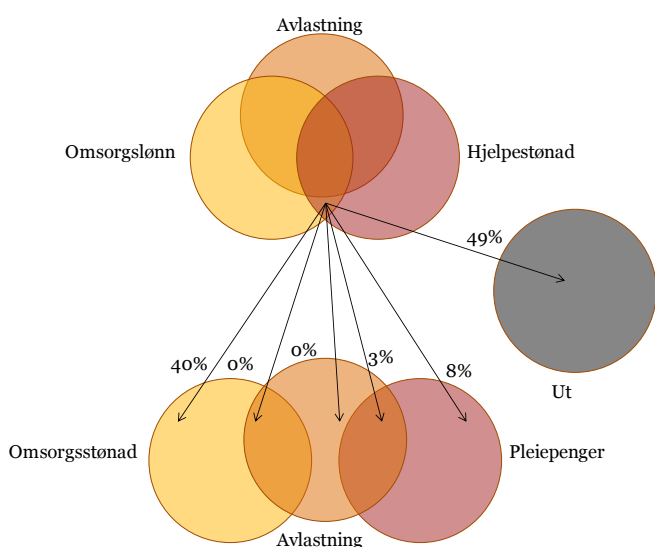 Avlastning
Omsorgslønn
Hjelpestønad
49%
40%
0%
0%
3%
8%
Ut
Omsorgsstønad
Pleiepenger
Avlastning